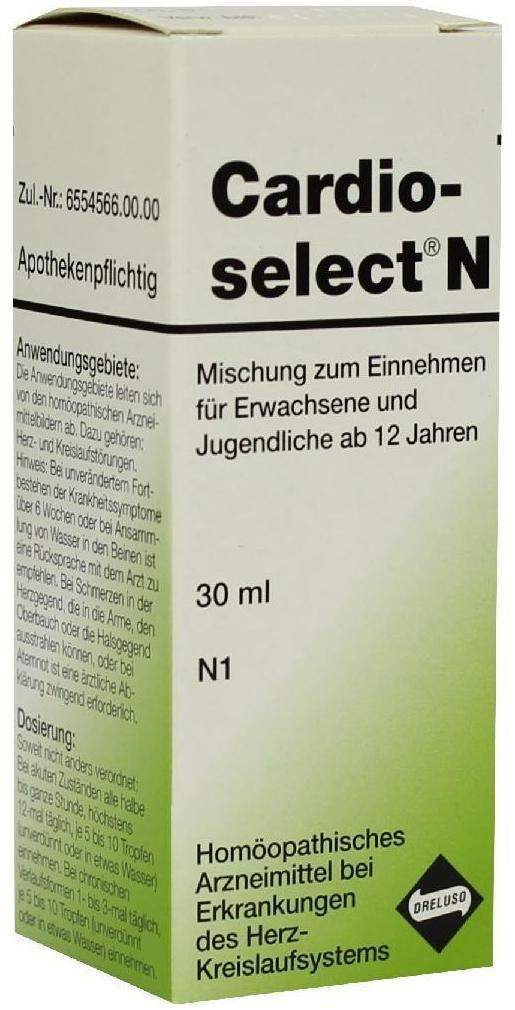 Zul.-Nr.: 6554566.00.00
Apothekenpflichtig
Anwendungsgebiete:
Die Anwendungsgebiete leiten sich
von den homöopathischen Arznei-
mittelbildern ab. Dazu gehören:
Herz- und Kreislaufstörungen.
Hinweis: Bei unverändertem Fort-
bestehen der Krankheitssymptome
über 6 Wochen oder bei Ansamm-
lung von Wasser in den Beinen ist
eine Rücksprache mit dem Arzt zu
empfehlen. Bei Schmerzen in der
Herzgegend, die in die Arme, den
Oberbauch oder die Halsgegend
ausstrahlen können, oder bei
Atemnot ist eine ärztliche Ab-
klärung zwingend erforderlich.
Dosierung:
Soweit nicht anders verordnet:
Bei akuten Zuständen alle halbe
bis ganze Stunde, höchstens
12-mal täglich, je 5 bis 10 Tropfen
(unverdünnt oder in etwas Wasser)
einnehmen. Bei chronischen
Verlaufsformen 1- bis 3-mal täglich,
je 5 bis 10 Tropfen (unverdünnt
oder in etwas Wasser) einnehmen.
Cardio-
select® N
Mischung zum Einnehmen
für Erwachsene und
Jugendliche ab 12 Jahren
30 ml
N1
Homöopathisches
Arzneimittel bei
Erkrankungen
des Herz-
Kreislaufsystems
DRELUSO